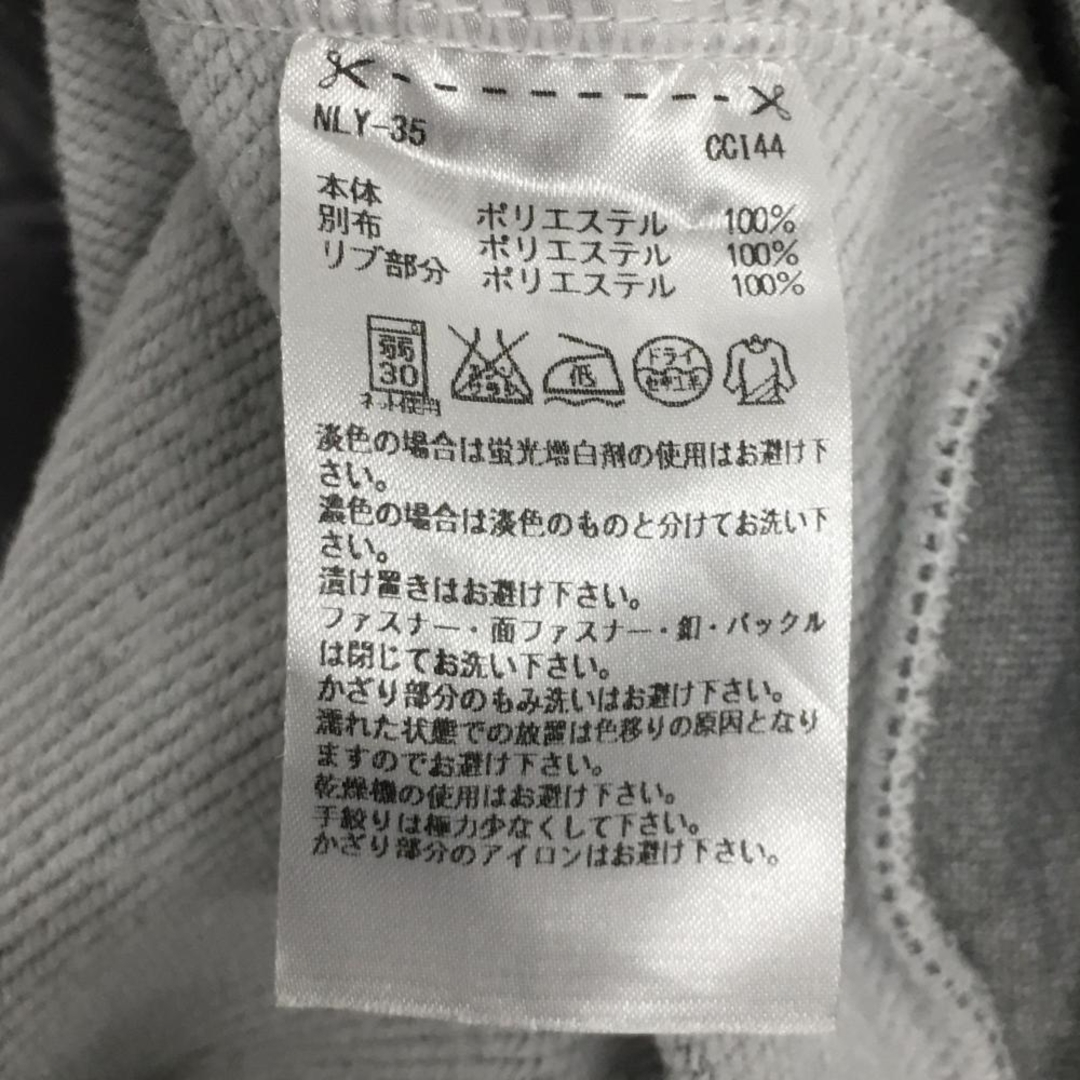 NLY-35 CCI44
本体 ポリエステル 100%
別布 ポリエステル 100%
リブ部分 ポリエステル 100%
弱
30
ネット使用
エンソ
サラシ
低
ドライ
セキユ系
淡色の場合は蛍光増白剤の使用はお避け下
さい。
濃色の場合は淡色のものと分けてお洗い下
さい。
漬け置きはお避け下さい。
ファスナー・面ファスナー・釦・バックル
は閉じてお洗い下さい。
かざり部分のもみ洗いはお避け下さい。
濡れた状態での放置は色移りの原因となり
ますのでお避け下さい。
乾燥機の使用はお避け下さい。
手絞りは極力少なくして下さい。
かざり部分のアイロンはお避け下さい。